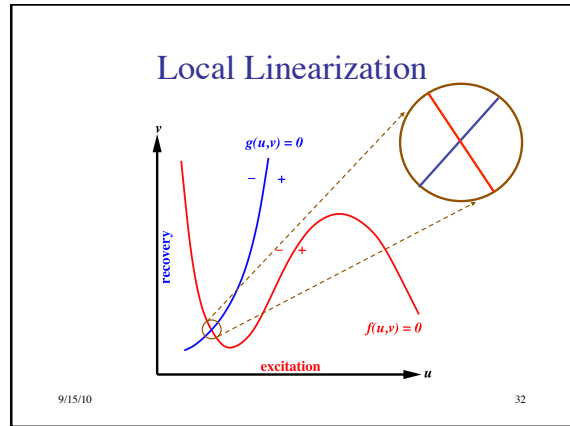 Local Linearization
v
g(u,v) = 0
− +
− +
recovery
f(u,v) = 0
excitation
u
9/15/10
32